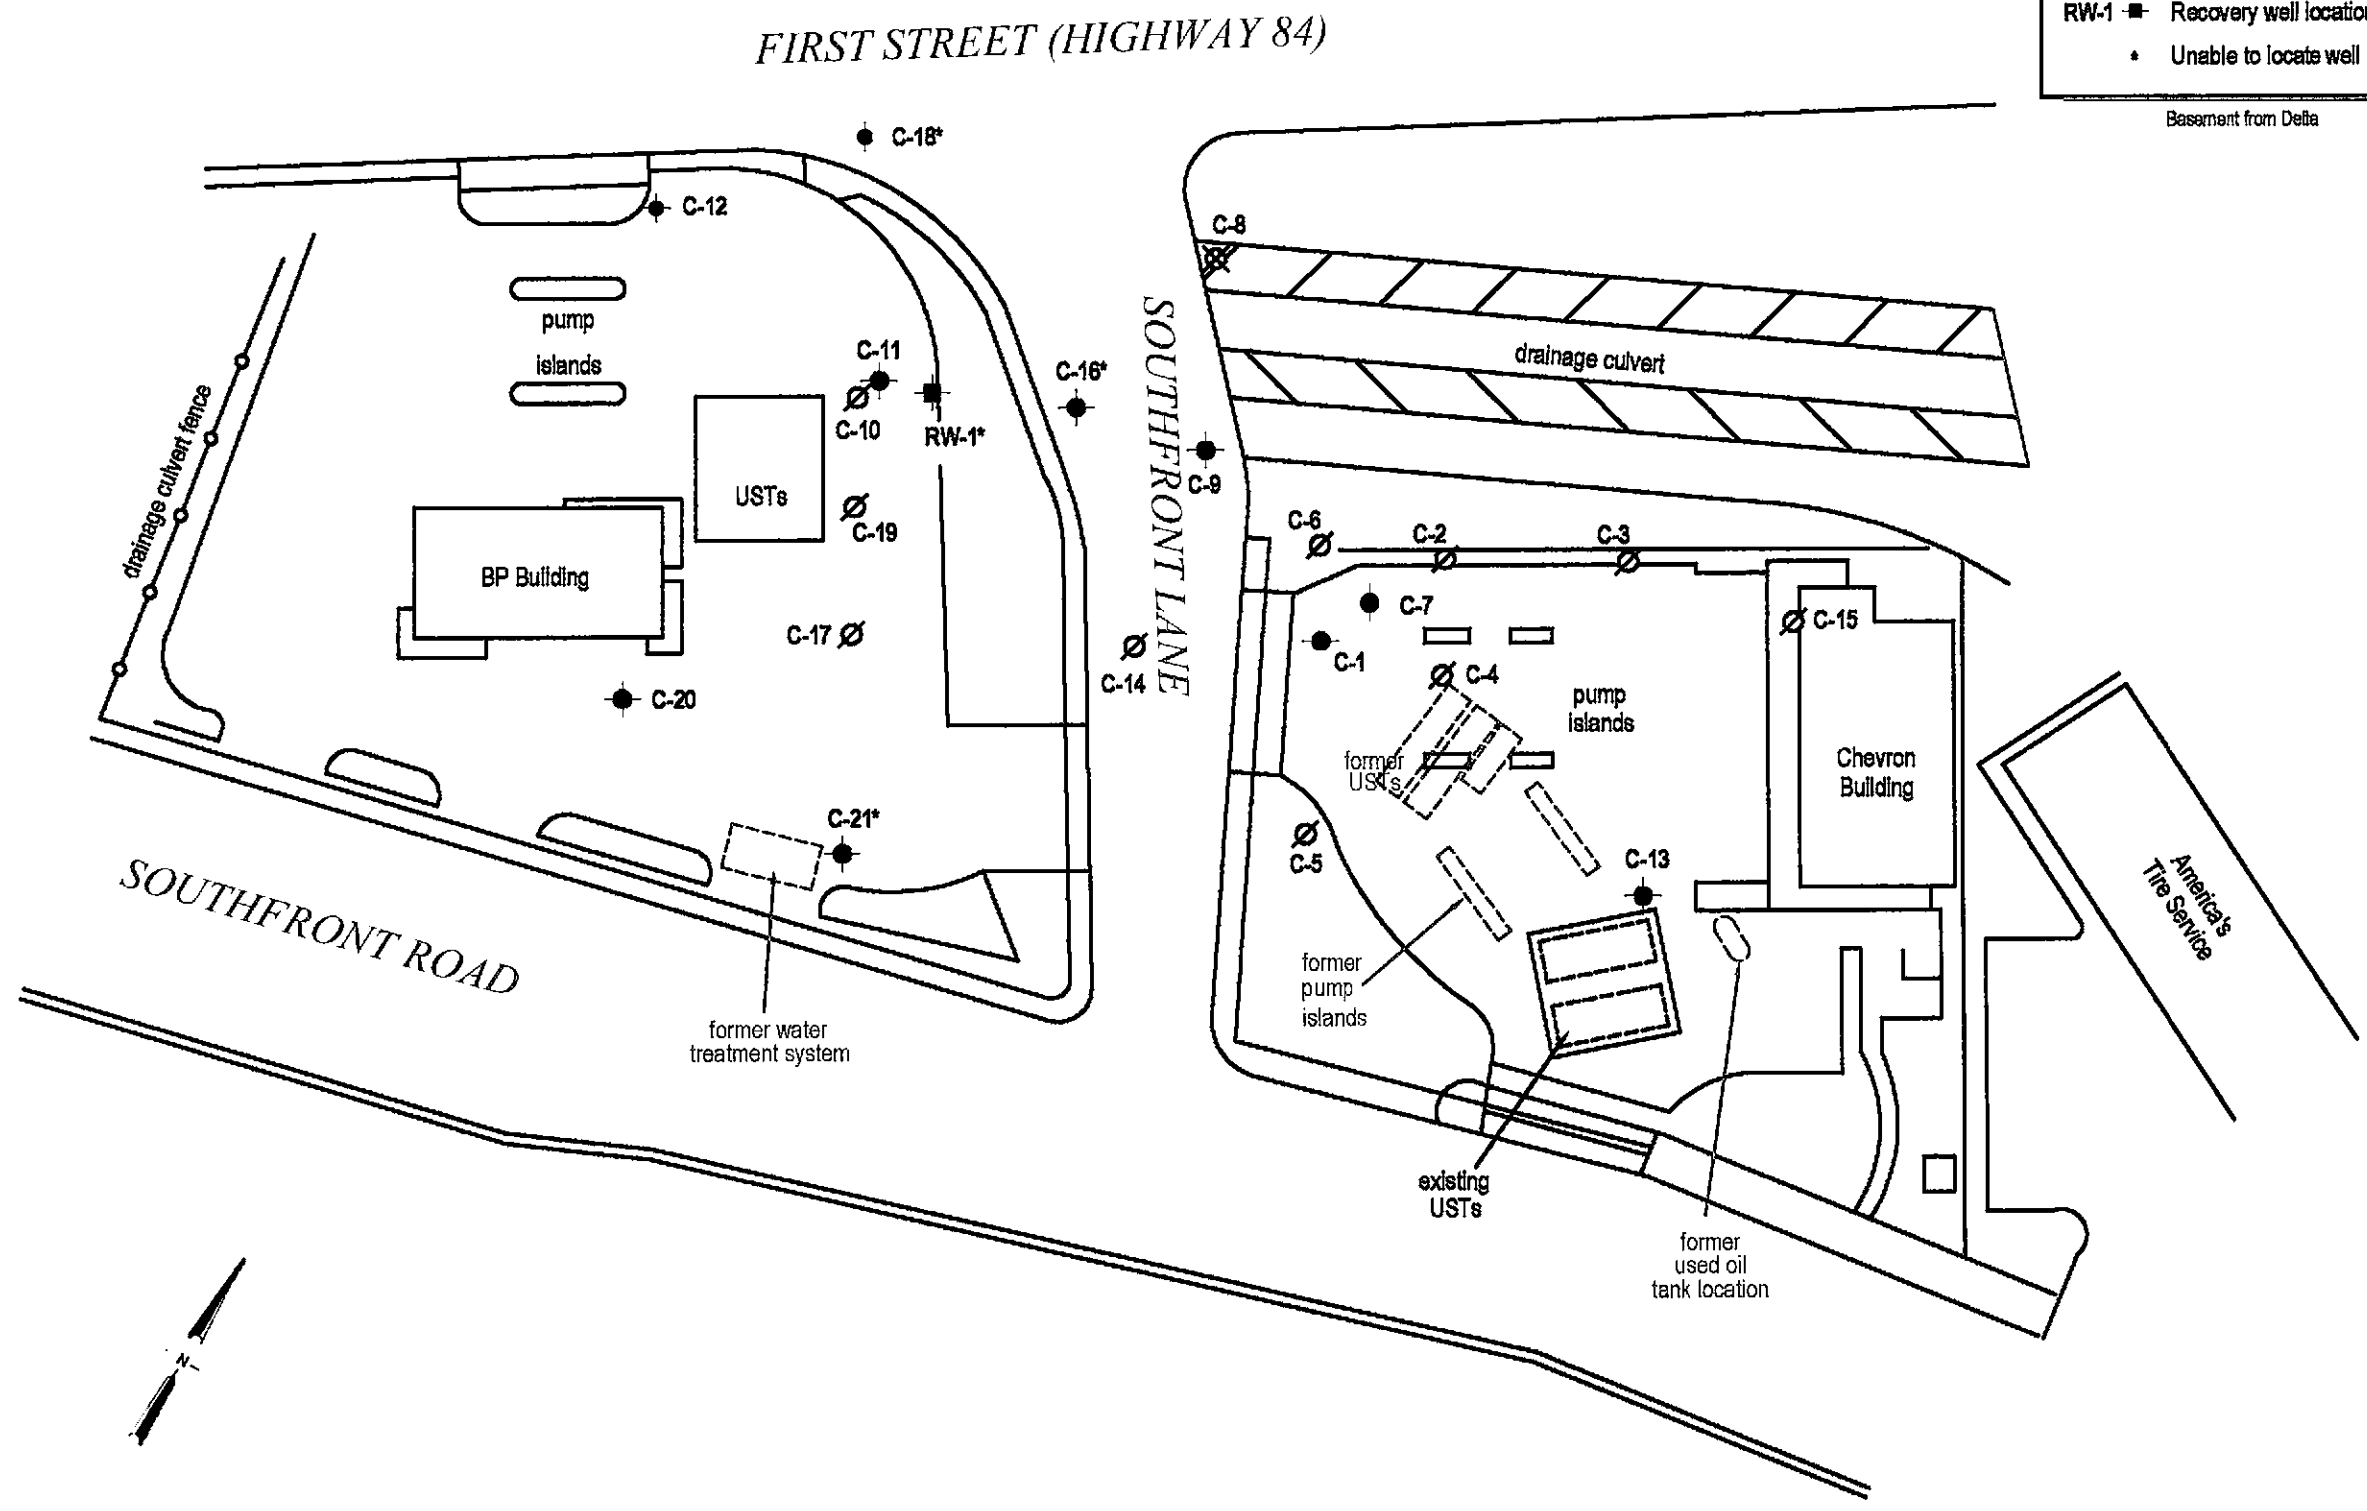 FIRST STREET (HIGHWAY 84)
RW-1 Recovery well location
* Unable to locate well
Basement from Delta
C-18*
C-12
C-8
pump
islands
drainage culvert
C-11
C-16*
C-10
RW-1*
SOUTHFRONT LANE
drainage culvert fence
USTs
C-9
C-19
C-6
C-2
C-3
BP Building
C-7
C-15
C-17
C-1
C-14
C-4
C-20
pump
islands
former
USTs
Chevron
Building
C-21*
C-5
C-13
America's
Tire Service
SOUTHFRONT ROAD
former
pump
islands
former water
treatment system
existing
USTs
former
used oil
tank location
N